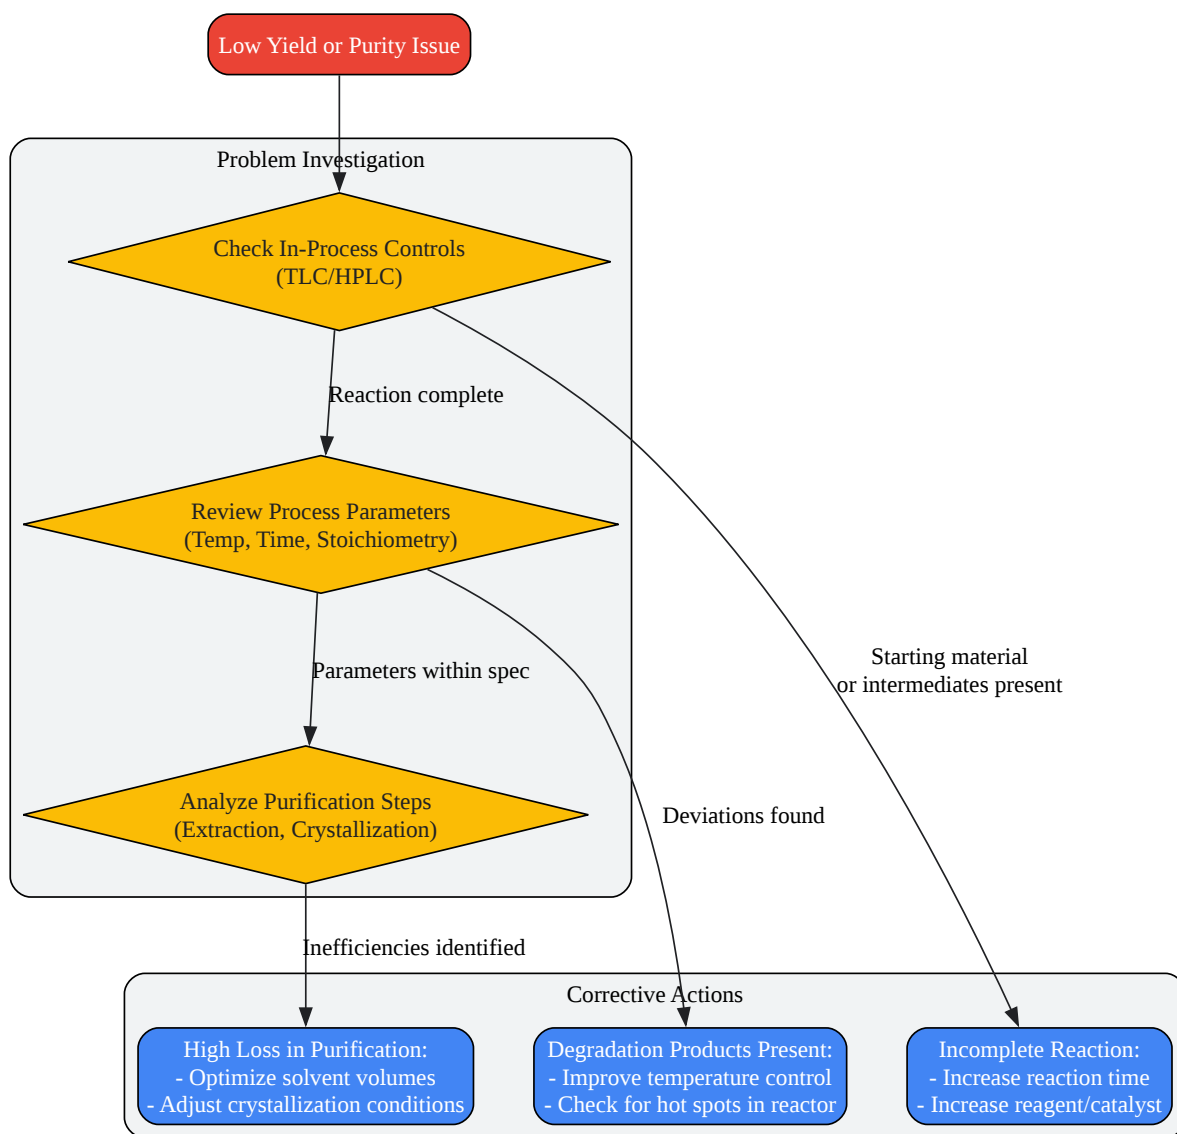 Low Yield or Purity Issue
Problem Investigation
Check In-Process Controls
(TLC/HPLC)
Reaction complete
Review Process Parameters
(Temp, Time, Stoichiometry)
Starting material
or intermediates present
Parameters within spec
Analyze Purification Steps
(Extraction, Crystallization)
Deviations found
Inefficiencies identified
Corrective Actions
High Loss in Purification:
- Optimize solvent volumes
- Adjust crystallization conditions
Degradation Products Present:
- Improve temperature control
- Check for hot spots in reactor
Incomplete Reaction:
- Increase reaction time
- Increase reagent/catalyst